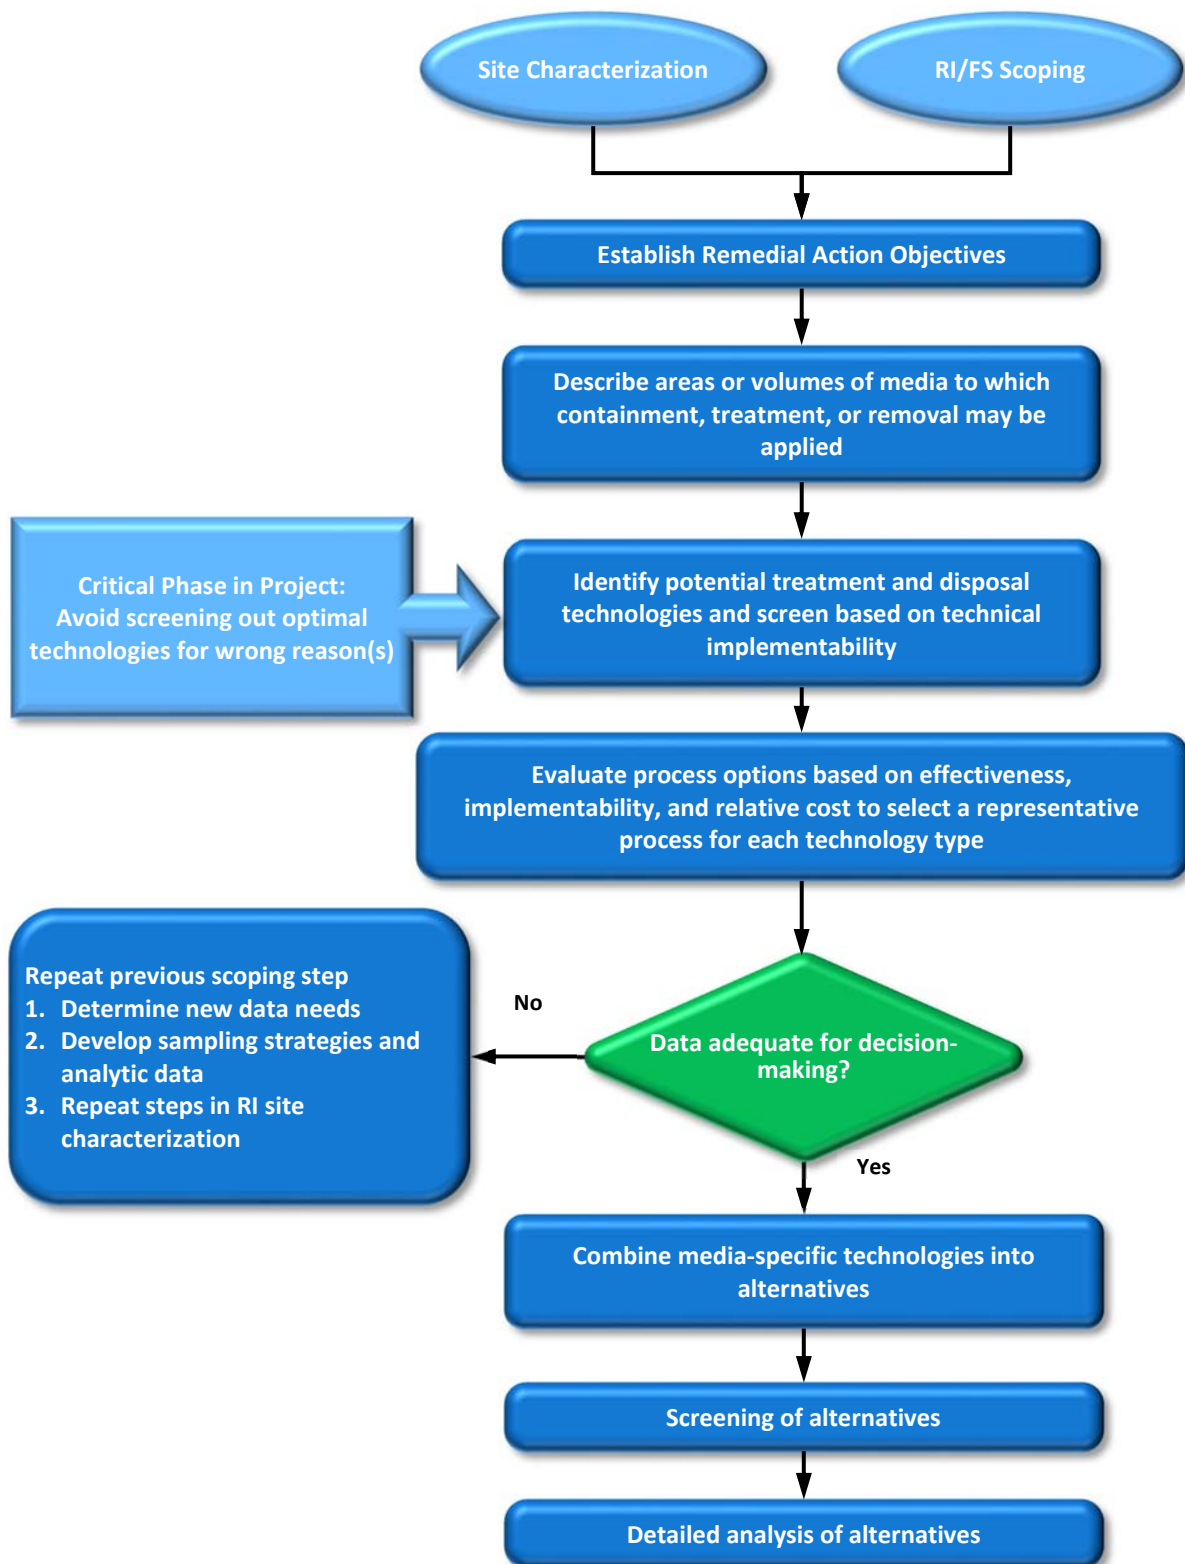 Site Characterization
RI/FS Scoping
Establish Remedial Action Objectives
Describe areas or volumes of media to which
containment, treatment, or removal may be
applied
Critical Phase in Project:
Avoid screening out optimal
technologies for wrong reason(s)
Identify potential treatment and disposal
technologies and screen based on technical
implementability
Evaluate process options based on effectiveness,
implementability, and relative cost to select a representative
process for each technology type
Repeat previous scoping step
1. Determine new data needs
2. Develop sampling strategies and
analytic data
3. Repeat steps in RI site
characterization
No
Data adequate for decision-
making?
Yes
Combine media-specific technologies into
alternatives
Screening of alternatives
Detailed analysis of alternatives